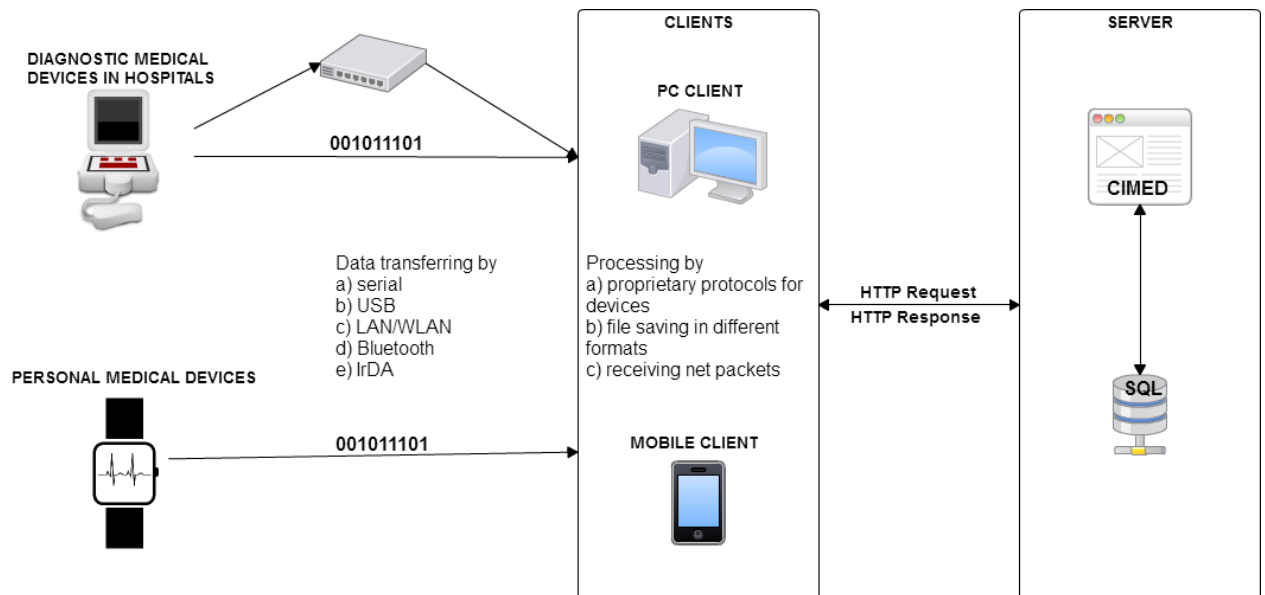 DIAGNOSTIC MEDICAL
DEVICES IN HOSPITALS
001011101
Data transferring by
a) serial
b) USB
c) LAN/WLAN
d) Bluetooth
e) IrDA
PERSONAL MEDICAL DEVICES
001011101
CLIENTS
PC CLIENT
Processing by
a) proprietary protocols for
devices
b) file saving in different
formats
c) receiving net packets
MOBILE CLIENT
HTTP Request
HTTP Response
SERVER
CIMED
SQL